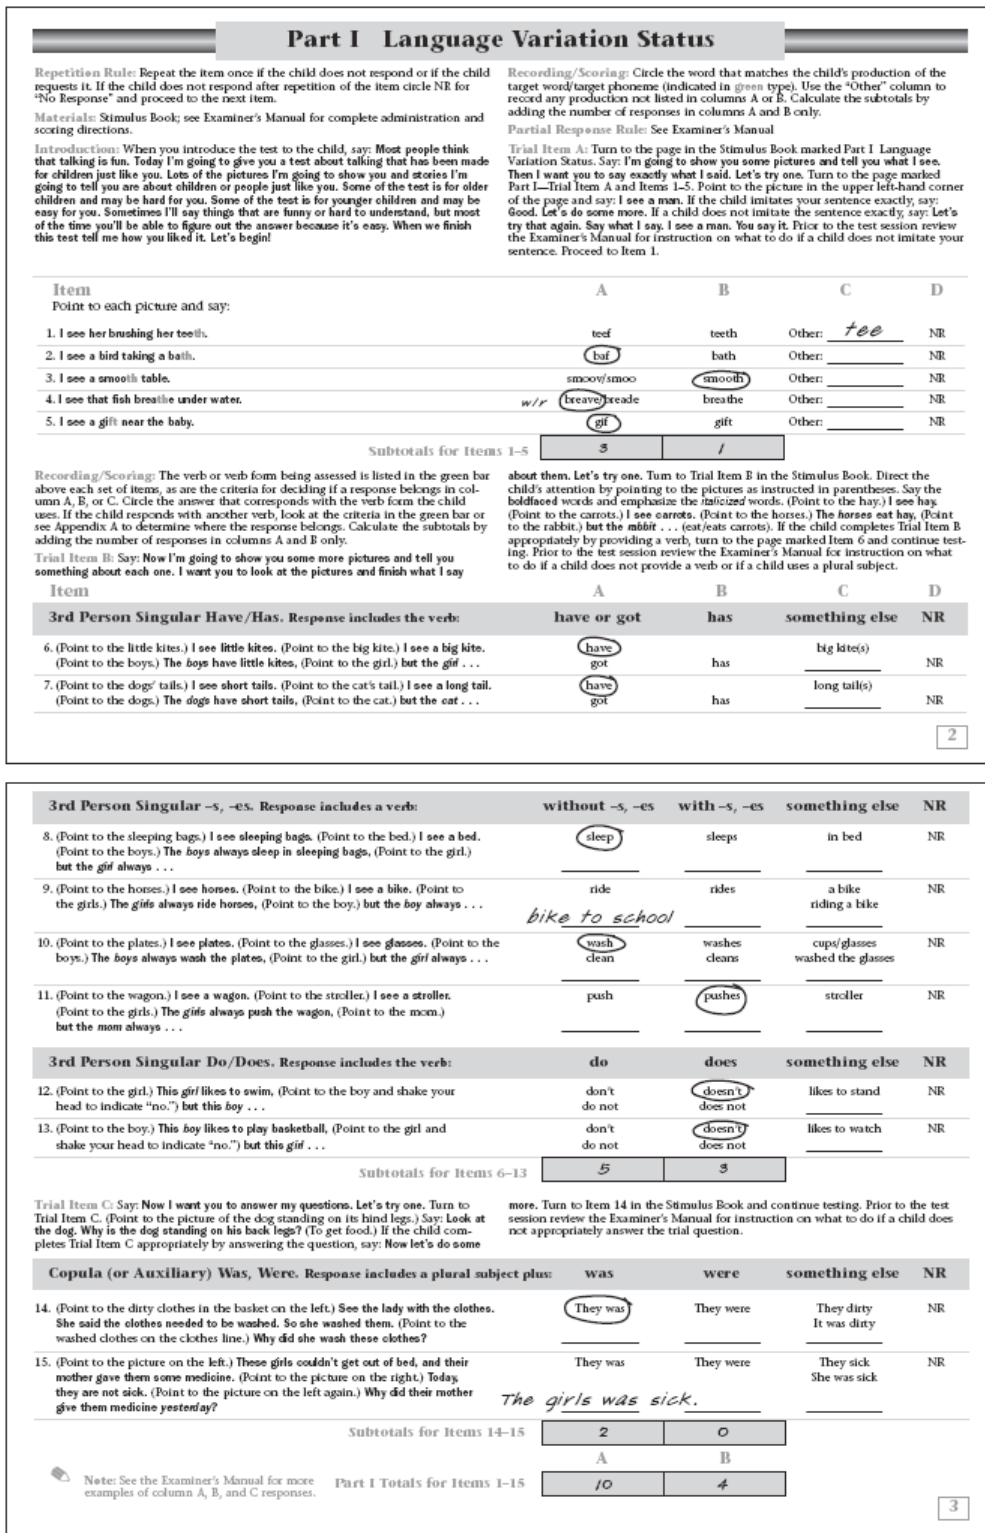 Part I Language Variation Status
Repetition Rule: Repeat the item once if the child does not respond or if the child
requests it. If the child does not respond after repetition of the item circle NR for
“No Response” and proceed to the next item.
Materials: Stimulus Book; see Examiner’s Manual for complete administration and
scoring directions.
Introduction: When you introduce the test to the child, say: Most people think
that talking is fun. Today I’m going to give you a test about talking that has been made
for children just like you. Lots of the pictures I’m going to show you and stories I’m
going to tell you are about children or people just like you. Some of the test is for older
children and may be hard for you. Some of the test is for younger children and may be
easy for you. Sometimes I’ll say things that are funny or hard to understand, but most
of the time you’ll be able to figure out the answer because it’s easy. When we finish
this test tell me how you liked it. Let’s begin!
Recording/Scoring: Circle the word that matches the child’s production of the
target word/target phoneme (indicated in green type). Use the “Other” column to
record any production not listed in columns A or B. Calculate the subtotals by
adding the number of responses in columns A and B only.
Partial Response Rule: See Examiner’s Manual
Trial Item A: Turn to the page in the Stimulus Book marked Part I Language
Variation Status. Say: I’m going to show you some pictures and tell you what I see.
Then I want you to say exactly what I said. Let’s try one. Turn to the page marked
Part I—Trial Item A and Items 1–5. Point to the picture in the upper left-hand corner
of the page and say: I see a man. If the child imitates your sentence exactly, say:
Good. Let’s do some more. If a child does not imitate the sentence exactly, say: Let’s
try that again. Say what I say. I see a man. You say it. Prior to the test session review
the Examiner’s Manual for instruction on what to do if a child does not imitate your
sentence. Proceed to Item 1.
Item A B C D
Point to each picture and say:
1. I see her brushing her teeth. teef teeth Other: tee NR
2. I see a bird taking a bath. baf bath Other: NR
3. I see a smooth table. smoov/smoo smooth Other: NR
4. I see that fish breathe under water. w/r breave/breade breathe Other: NR
5. I see a gift near the baby. gif gift Other: NR
Subtotals for Items 1–5 3 1
Recording/Scoring: The verb or verb form being assessed is listed in the green bar
above each set of items, as are the criteria for deciding if a response belongs in col-
umn A, B, or C. Circle the answer that corresponds with the verb form the child
uses. If the child responds with another verb, look at the criteria in the green bar or
see Appendix A to determine where the response belongs. Calculate the subtotals by
adding the number of responses in columns A and B only.
Trial Item B: Say: Now I’m going to show you some more pictures and tell you
something about each one. I want you to look at the pictures and finish what I say
about them. Let’s try one. Turn to Trial Item B in the Stimulus Book. Direct the
child’s attention by pointing to the pictures as instructed in parentheses. Say the
boldfaced words and emphasize the italicized words. (Point to the hay.) I see hay.
(Point to the carrots.) I see carrots. (Point to the horses.) The horses eat hay, (Point
to the rabbit.) but the rabbit . . . (eat/eats carrots). If the child completes Trial Item B
appropriately by providing a verb, turn to the page marked Item 6 and continue test-
ing. Prior to the test session review the Examiner’s Manual for instruction on what
to do if a child does not provide a verb or if a child uses a plural subject.
Item A B C D
3rd Person Singular Have/Has. Response includes the verb: have or got has something else NR
6. (Point to the little kites.) I see little kites. (Point to the big kite.) I see a big kite. have big kite(s)
(Point to the boys.) The boys have little kites, (Point to the girl.) but the girl . . . got has NR
7. (Point to the dogs’ tails.) I see short tails. (Point to the cat’s tail.) I see a long tail. have long tail(s)
(Point to the dogs.) The dogs have short tails, (Point to the cat.) but the cat . . . got has NR
2
3rd Person Singular –s, –es. Response includes a verb: without –s, –es with –s, –es something else NR
8. (Point to the sleeping bags.) I see sleeping bags. (Point to the bed.) I see a bed. sleep sleeps in bed NR
(Point to the boys.) The boys always sleep in sleeping bags, (Point to the girl.)
but the girl always . . .
9. (Point to the horses.) I see horses. (Point to the bike.) I see a bike. (Point to ride rides a bike NR
the girls.) The girls always ride horses, (Point to the boy.) but the boy always . . . riding a bike
bike to school
10. (Point to the plates.) I see plates. (Point to the glasses.) I see glasses. (Point to the wash washes cups/glasses NR
boys.) The boys always wash the plates, (Point to the girl.) but the girl always . . . clean cleans washed the glasses
11. (Point to the wagon.) I see a wagon. (Point to the stroller.) I see a stroller. push pushes stroller NR
(Point to the girls.) The girls always push the wagon, (Point to the mom.)
but the mom always . . .
3rd Person Singular Do/Does. Response includes the verb: do does something else NR
12. (Point to the girl.) This girl likes to swim, (Point to the boy and shake your don’t doesn’t likes to stand NR
head to indicate “no.”) but this boy . . . do not does not
13. (Point to the boy.) This boy likes to play basketball, (Point to the girl and don’t doesn’t likes to watch NR
shake your head to indicate “no.”) but this girl . . . do not does not
Subtotals for Items 6–13 5 3
Trial Item C: Say: Now I want you to answer my questions. Let’s try one. Turn to
Trial Item C. (Point to the picture of the dog standing on its hind legs.) Say: Look at
the dog. Why is the dog standing on his back legs? (To get food.) If the child com-
pletes Trial Item C appropriately by answering the question, say: Now let’s do some
more. Turn to Item 14 in the Stimulus Book and continue testing. Prior to the test
session review the Examiner’s Manual for instruction on what to do if a child does
not appropriately answer the trial question.
Copula (or Auxiliary) Was, Were. Response includes a plural subject plus: was were something else NR
14. (Point to the dirty clothes in the basket on the left.) See the lady with the clothes. They was They were They dirty NR
She said the clothes needed to be washed. So she washed them. (Point to the It was dirty
washed clothes on the clothes line.) Why did she wash these clothes?
15. (Point to the picture on the left.) These girls couldn’t get out of bed, and their They was They were They sick NR
mother gave them some medicine. (Point to the picture on the right.) Today, She was sick
they are not sick. (Point to the picture on the left again.) Why did their mother
give them medicine yesterday? The girls was sick.
Subtotals for Items 14–15 2 0
A B
Note: See the Examiner’s Manual for more
examples of column A, B, and C responses.
Part I Totals for Items 1–15 10 4
3